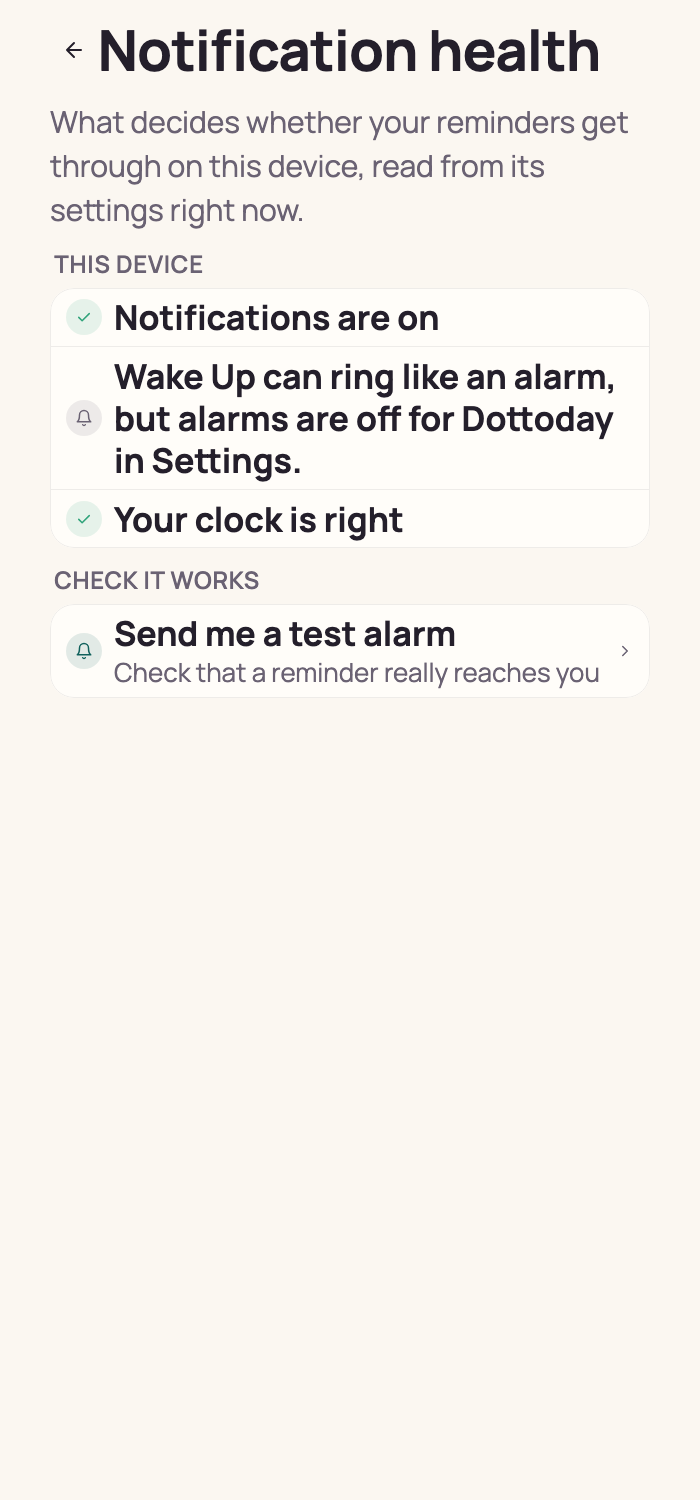 Notification health
What decides whether your reminders get
through on this device, read from its
settings right now.
THIS DEVICE
Notifications are on
Wake Up can ring like an alarm,
but alarms are off for Dottoday
in Settings.
Your clock is right
CHECK IT WORKS
Send me a test alarm
Check that a reminder really reaches you